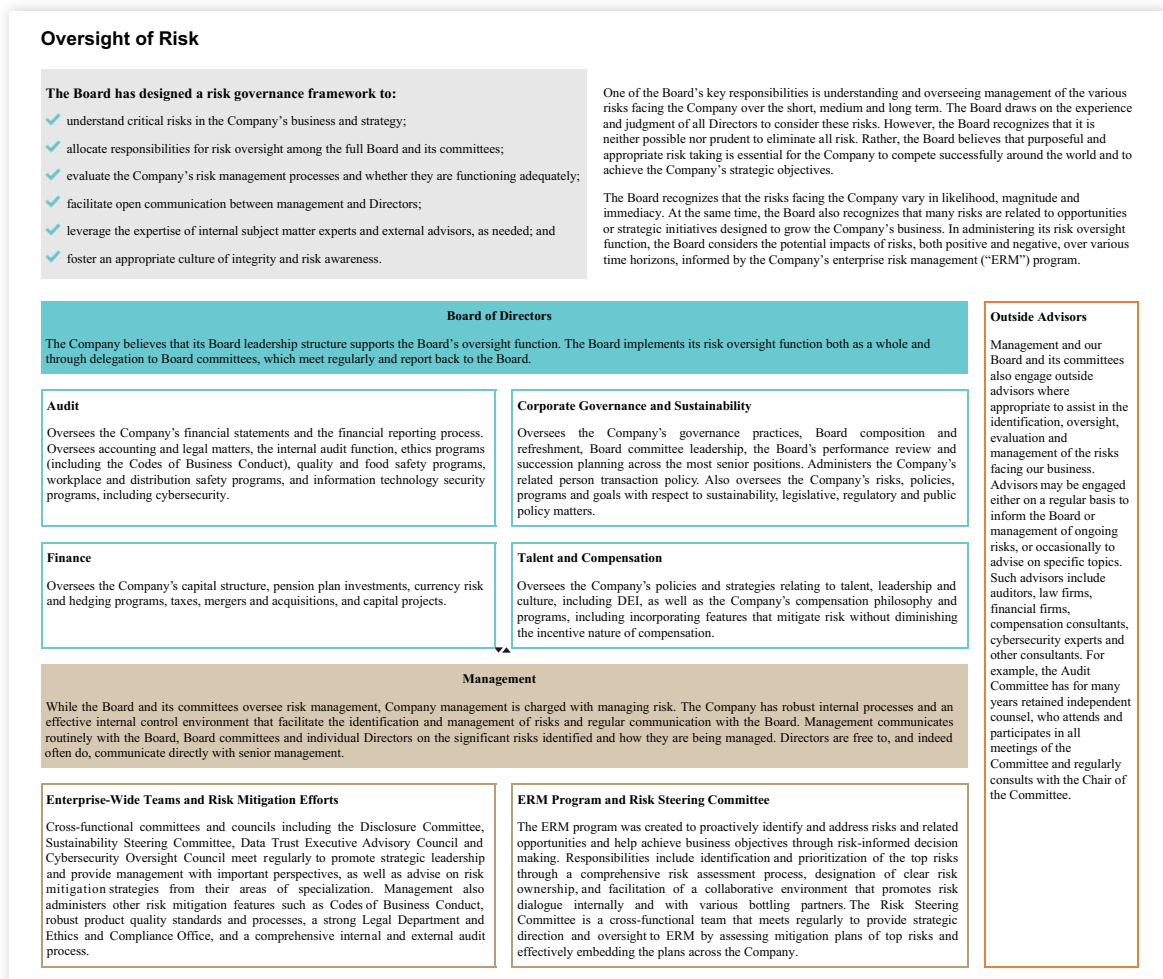 Oversight of Risk
The Board has designed a risk governance framework to:
understand critical risks in the Company's business and strategy;
allocate responsibilities for risk oversight among the full Board and its committees;
evaluate the Company's risk management processes and whether they are functioning adequately;
facilitate open communication between management and Directors;
leverage the expertise of internal subject matter experts and external advisors, as needed; and
foster an appropriate culture of integrity and risk awareness.
One of the Board's key responsibilities is understanding and overseeing management of the various
risks facing the Company over the short, medium and long term. The Board draws on the experience
and judgment of all Directors to consider these risks. However, the Board recognizes that it is
neither possible nor prudent to eliminate all risk. Rather, the Board believes that purposeful and
appropriate risk taking is essential for the Company to compete successfully around the world and to
achieve the Company's strategic objectives.
The Board recognizes that the risks facing the Company vary in likelihood, magnitude and
immediacy. At the same time, the Board also recognizes that many risks are related to opportunities
or strategic initiatives designed to grow the Company's business. In administering its risk oversight
function, the Board considers the potential impacts of risks, both positive and negative, over various
time horizons, informed by the Company's enterprise risk management ("ERM") program.
Board of Directors
The Company believes that its Board leadership structure supports the Board's oversight function. The Board implements its risk oversight function both as a whole and
through delegation to Board committees, which meet regularly and report back to the Board.
Audit
Oversees the Company's financial statements and the financial reporting process.
Oversees accounting and legal matters, the internal audit function, ethics programs
(including the Codes of Business Conduct), quality and food safety programs,
workplace and distribution safety programs, and information technology security
programs, including cybersecurity.
Corporate Governance and Sustainability
Oversees the Company's governance practices, Board composition and
refreshment, Board committee leadership, the Board's performance review and
succession planning across the most senior positions. Administers the Company's
related person transaction policy. Also oversees the Company's risks, policies,
programs and goals with respect to sustainability, legislative, regulatory and public
policy matters.
Finance
Oversees the Company's capital structure, pension plan investments, currency risk
and hedging programs, taxes, mergers and acquisitions, and capital projects.
Talent and Compensation
Oversees the Company's policies and strategies relating to talent, leadership and
culture, including DEI, as well as the Company's compensation philosophy and
programs, including incorporating features that mitigate risk without diminishing
the incentive nature of compensation.
Management
While the Board and its committees oversee risk management, Company management is charged with managing risk. The Company has robust internal processes and an
effective internal control environment that facilitate the identification and management of risks and regular communication with the Board. Management communicates
routinely with the Board, Board committees and individual Directors on the significant risks identified and how they are being managed. Directors are free to, and indeed
often do, communicate directly with senior management.
Enterprise-Wide Teams and Risk Mitigation Efforts
Cross-functional committees and councils including the Disclosure Committee,
Sustainability Steering Committee, Data Trust Executive Advisory Council and
Cybersecurity Oversight Council meet regularly to promote strategic leadership
and provide management with important perspectives, as well as advise on risk
mitigation strategies from their areas of specialization. Management also
administers other risk mitigation features such as Codes of Business Conduct,
robust product quality standards and processes, a strong Legal Department and
Ethics and Compliance Office, and a comprehensive internal and external audit
process.
ERM Program and Risk Steering Committee
The ERM program was created to proactively identify and address risks and related
opportunities and help achieve business objectives through risk-informed decision
making. Responsibilities include identification and prioritization of the top risks
through a comprehensive risk assessment process, designation of clear risk
ownership, and facilitation of a collaborative environment that promotes risk
dialogue internally and with various bottling partners. The Risk Steering
Committee is a cross-functional team that meets regularly to provide strategic
direction and oversight to ERM by assessing mitigation plans of top risks and
effectively embedding the plans across the Company.
Outside Advisors
Management and our
Board and its committees
also engage outside
advisors where
appropriate to assist in the
identification, oversight,
evaluation and
management of the risks
facing our business.
Advisors may be engaged
either on a regular basis to
inform the Board or
management of ongoing
risks, or occasionally to
advise on specific topics.
Such advisors include
auditors, law firms,
financial firms,
compensation consultants,
cybersecurity experts and
other consultants. For
example, the Audit
Committee has for many
years retained independent
counsel, who attends and
participates in all
meetings of the
Committee and regularly
consults with the Chair of
the Committee.